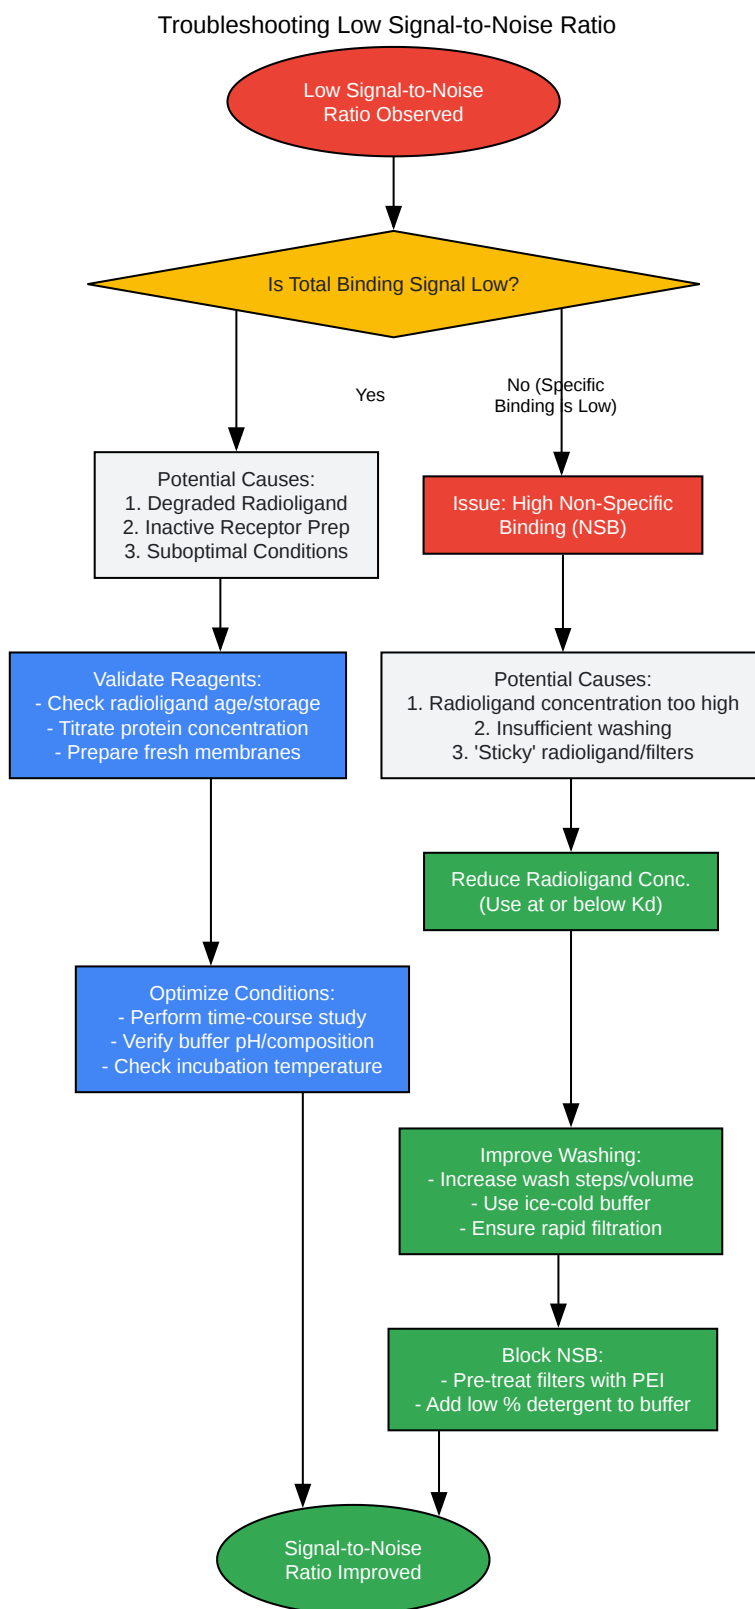 Troubleshooting Low Signal-to-Noise Ratio
Low Signal-to-Noise
Ratio Observed
Is Total Binding Signal Low?
Yes
No (Specific
Binding is Low)
Potential Causes:
1. Degraded Radioligand
2. Inactive Receptor Prep
3. Suboptimal Conditions
Issue: High Non-Specific
Binding (NSB)
Validate Reagents:
- Check radioligand age/storage
- Titrate protein concentration
- Prepare fresh membranes
Potential Causes:
1. Radioligand concentration too high
2. Insufficient washing
3. 'Sticky' radioligand/filters
Reduce Radioligand Conc.
(Use at or below Kd)
Optimize Conditions:
- Perform time-course study
- Verify buffer pH/composition
- Check incubation temperature
Improve Washing:
- Increase wash steps/volume
- Use ice-cold buffer
- Ensure rapid filtration
Block NSB:
- Pre-treat filters with PEI
- Add low % detergent to buffer
Signal-to-Noise
Ratio Improved